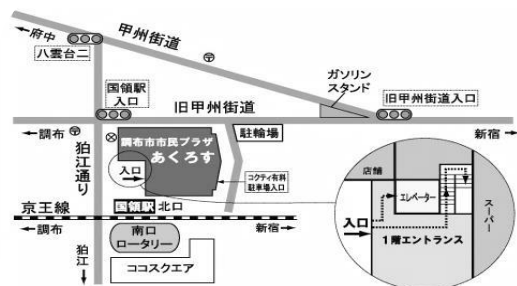 ←府中
甲州街道
八雲台二
国領駅
入口
ガソリン
スタンド
旧甲州街道
旧甲州街道入口
←調布
新宿→
狛江通り
調布市市民プラザ
あくろす
入口
駐輪場
コクティ有料
駐車場入口
京王線
国領駅 北口
←調布
新宿→
南口
ロータリー
ココスクエア
狛江
店舗
エレベーター
スーパー
入口
1階エントランス